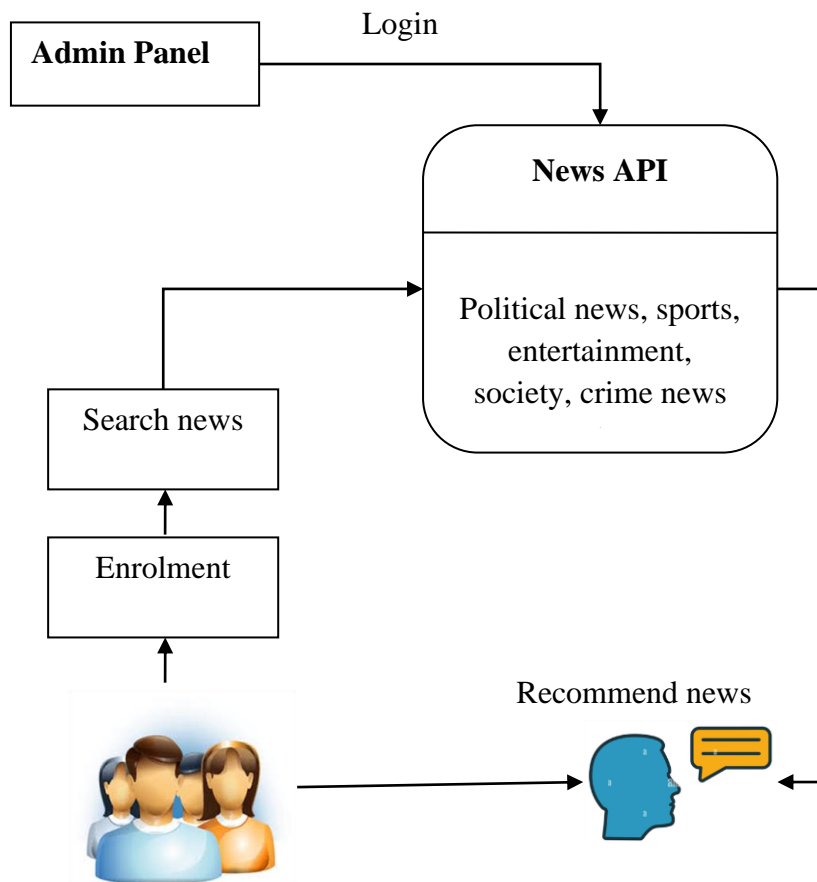 Login
Admin Panel
News API
Political news, sports,
entertainment,
society, crime news
Search news
Enrolment
Recommend news